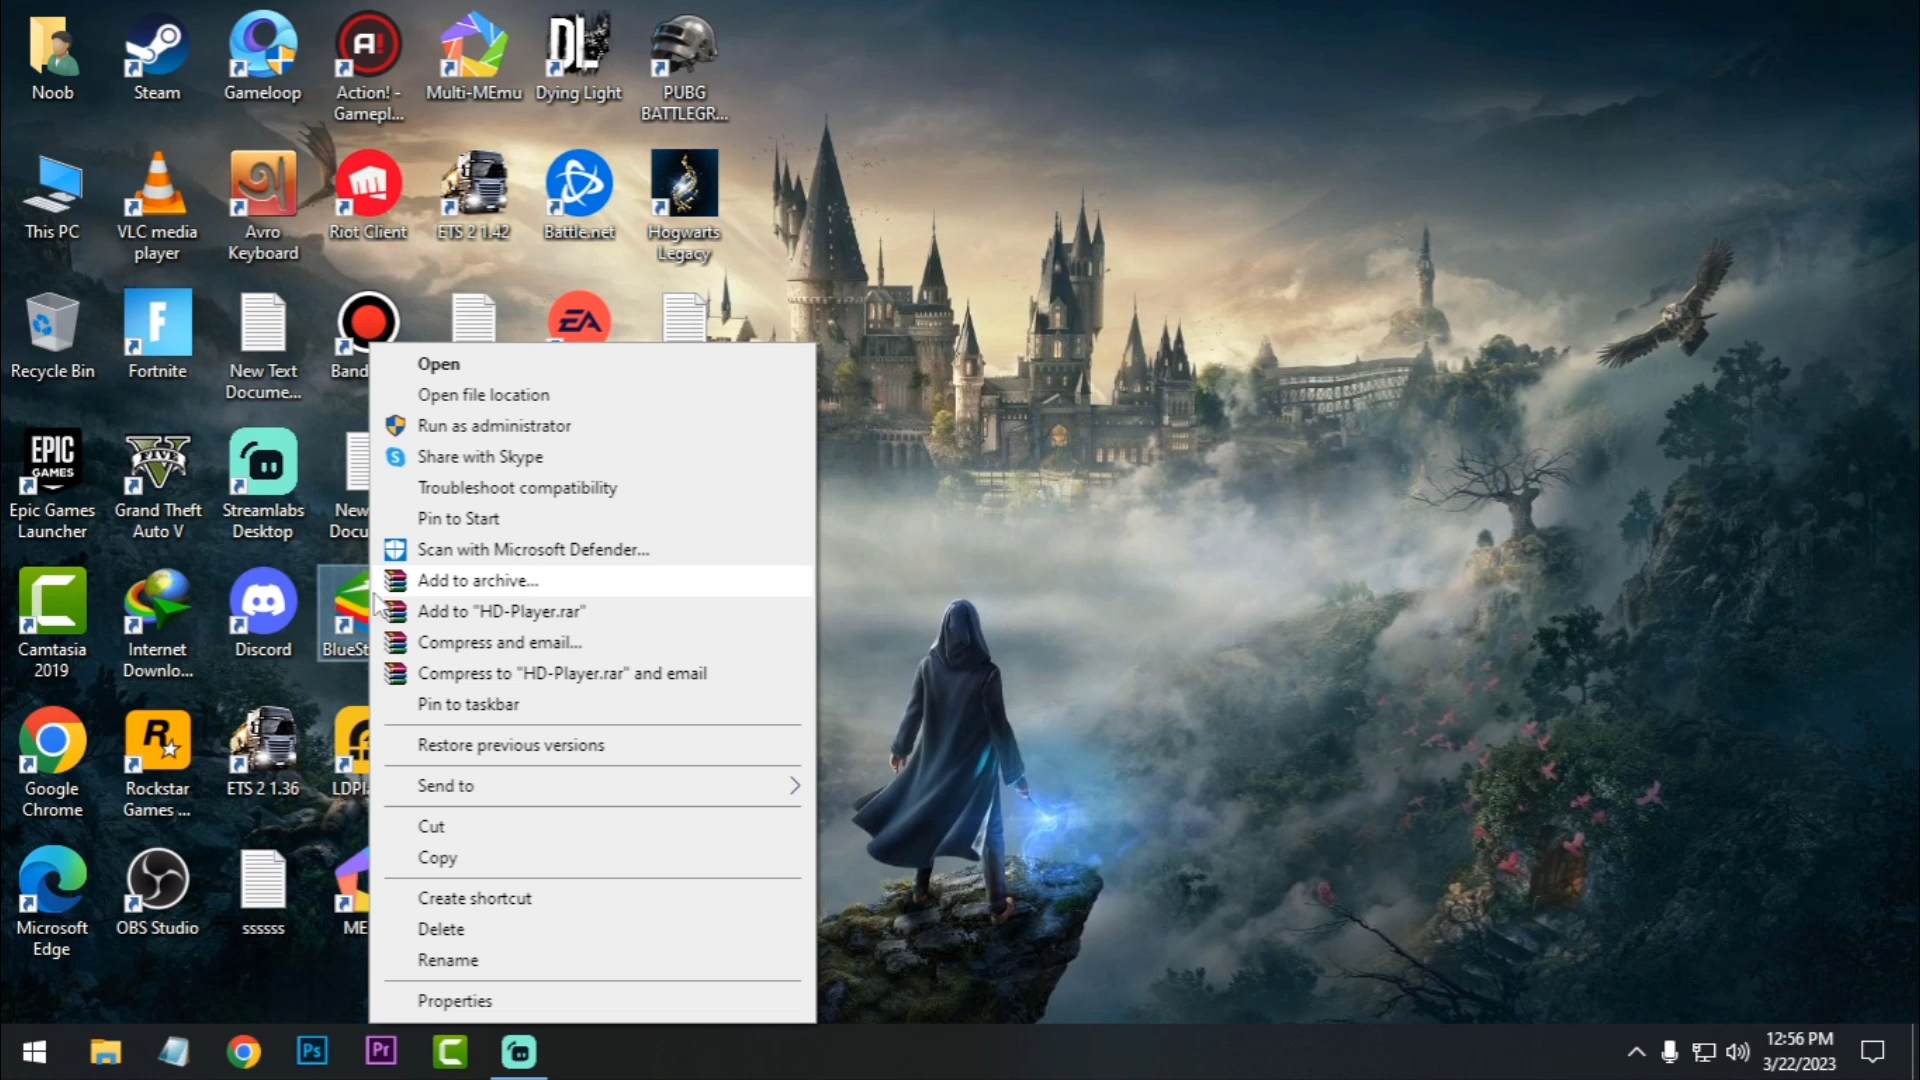 Noob
Steam
Gameloop
Action! -
Gamepl...
Multi-MEmu
Dying Light
PUBG
BATTLEGR...
This PC
VLC media
player
Avro
Keyboard
Riot Client
ETS 2 1.42
Battle.net
Hogwarts
Legacy
Recycle Bin
Fortnite
New Text
Docume...
Band
EA
EPIC
GAMES
Epic Games
Launcher
FIVE
Grand Theft
Auto V
Streamlabs
Desktop
New
Docu
Camtasia
2019
Internet
Downlo...
Discord
BlueSt
Google
Chrome
Rockstar
Games ...
ETS 2 1.36
LDPl
Microsoft
Edge
OBS Studio
ssssss
ME
Open
Open file location
Run as administrator
Share with Skype
Troubleshoot compatibility
Pin to Start
Scan with Microsoft Defender...
Add to archive...
Add to "HD-Player.rar"
Compress and email...
Compress to "HD-Player.rar" and email
Pin to taskbar
Restore previous versions
Send to
Cut
Copy
Create shortcut
Delete
Rename
Properties
Ps
Pr
12:56 PM
3/22/2023